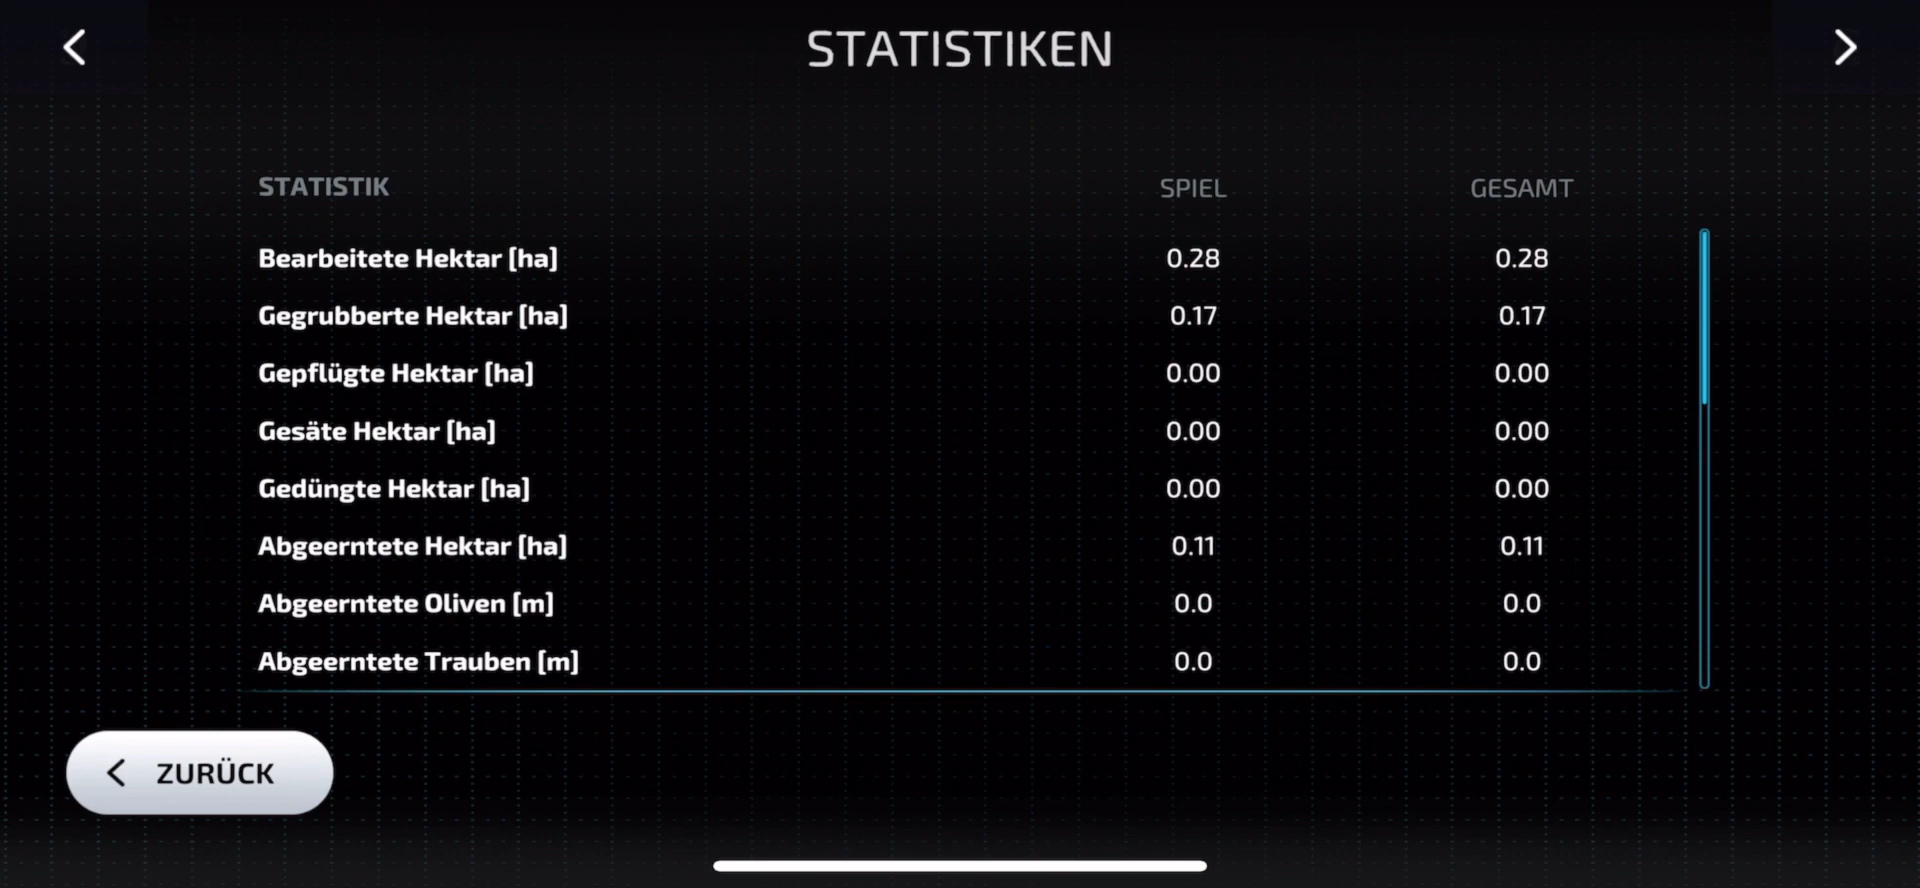 STATISTIKEN
STATISTIK SPIEL GESAMT
Bearbeitete Hektar [ha] 0.28 0.28
Gegrubberte Hektar [ha] 0.17 0.17
Gepflügte Hektar [ha] 0.00 0.00
Gesäte Hektar [ha] 0.00 0.00
Gedüngte Hektar [ha] 0.00 0.00
Abgeerntete Hektar [ha] 0.11 0.11
Abgeerntete Oliven [m] 0.0 0.0
Abgeerntete Trauben [m] 0.0 0.0
ZURÜCK